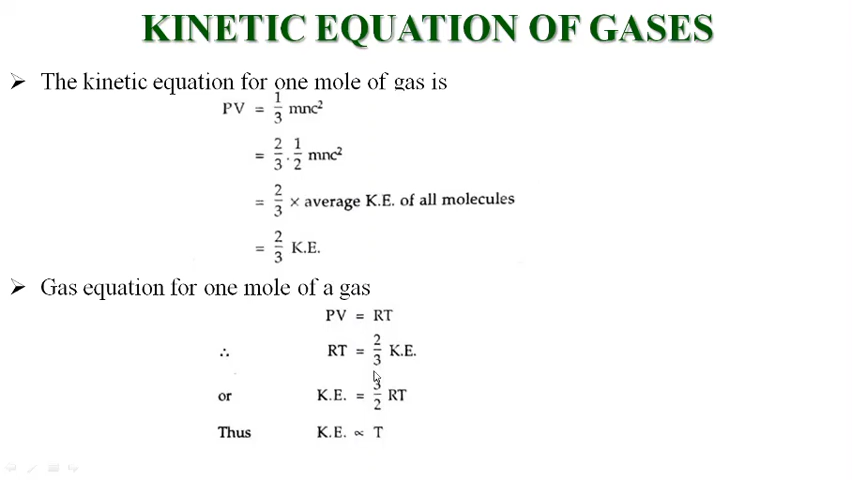 KINETIC EQUATION OF GASES
➢ The kinetic equation for one mole of gas is
PV = 1/3 mnc²
= 2/3 . 1/2 mnc²
= 2/3 × average K.E. of all molecules
= 2/3 K.E.
➢ Gas equation for one mole of a gas
PV = RT
∴ RT = 2/3 K.E.
or K.E. = 3/2 RT
Thus K.E. ∝ T